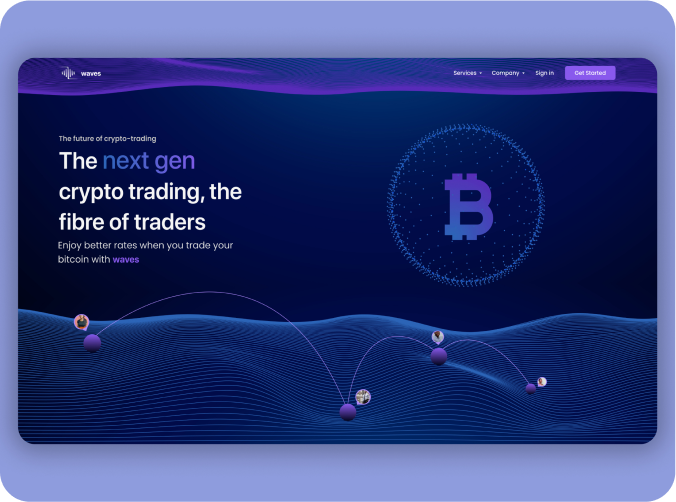 waves
Services
Company
Sign in
Get Started
The future of crypto-trading
The next gen
crypto trading, the
fibre of traders
Enjoy better rates when you trade your
bitcoin with waves